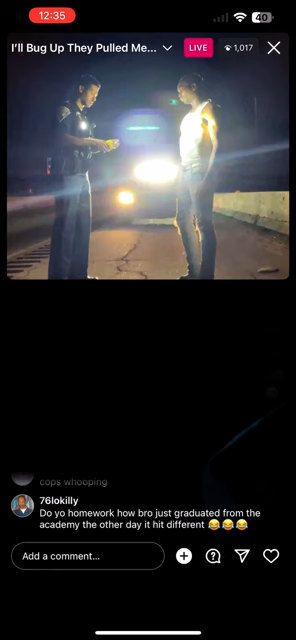 12:35
40
I'll Bug Up They Pulled Me...
LIVE
1,017
cops whooping
76lokilly
Do yo homework how bro just graduated from the
academy the other day it hit different 😂😂😂
Add a comment...